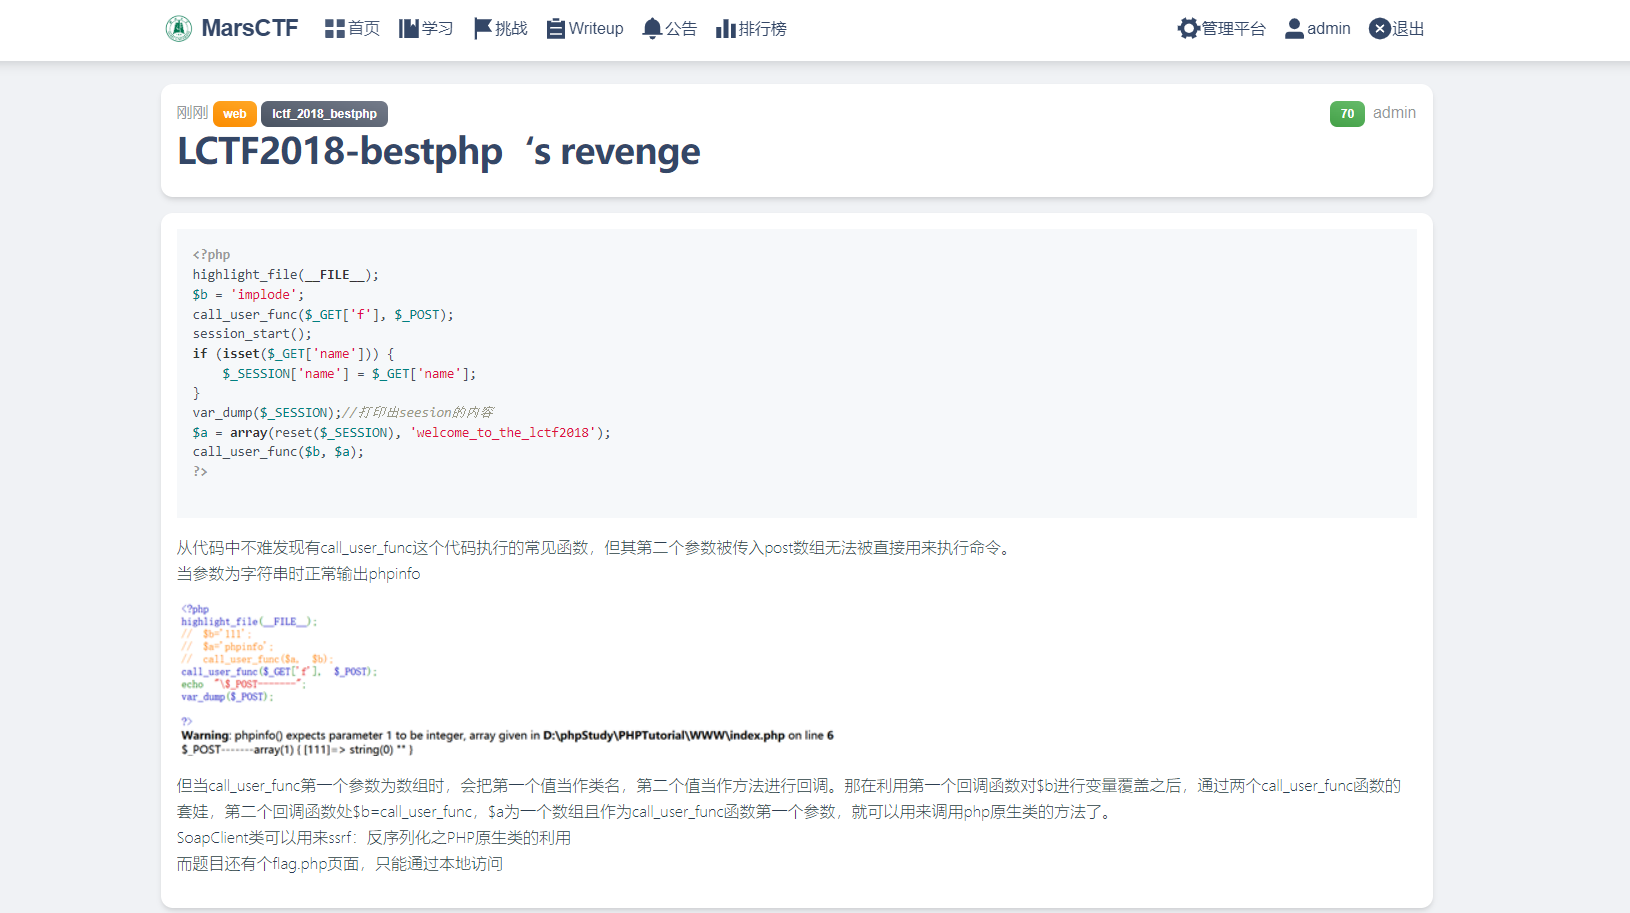 MarsCTF 首页 学习 挑战 Writeup 公告 排行榜 管理平台 admin 退出
刚刚 web lctf_2018_bestphp 70 admin
LCTF2018-bestphp ‘s revenge
<?php
highlight_file(__FILE__);
$b = 'implode';
call_user_func($_GET['f'], $_POST);
session_start();
if (isset($_GET['name'])) {
    $_SESSION['name'] = $_GET['name'];
}
var_dump($_SESSION);//打印出seesion的内容
$a = array(reset($_SESSION), 'welcome_to_the_lctf2018');
call_user_func($b, $a);
?>
从代码中不难发现有call_user_func这个代码执行的常见函数，但其第二个参数被传入post数组无法被直接用来执行命令。
当参数为字符串时正常输出phpinfo
<?php
highlight_file(__FILE__);
// $b='111';
// $a='phpinfo';
// call_user_func($a, $b);
call_user_func($_GET['f'], $_POST);
echo "\$_POST-------";
var_dump($_POST);
?>
Warning: phpinfo() expects parameter 1 to be integer, array given in D:\phpStudy\PHPTutorial\WWW\index.php on line 6
$_POST-------array(1) { [111]=> string(0) "" }
但当call_user_func第一个参数为数组时，会把第一个值当作类名，第二个值当作方法进行回调。那在利用第一个回调函数对$b进行变量覆盖之后，通过两个call_user_func函数的
套娃，第二个回调函数处$b=call_user_func，$a为一个数组且作为call_user_func函数第一个参数，就可以用来调用php原生类的方法了。
SoapClient类可以用来ssrf：反序列化之PHP原生类的利用
而题目还有个flag.php页面，只能通过本地访问